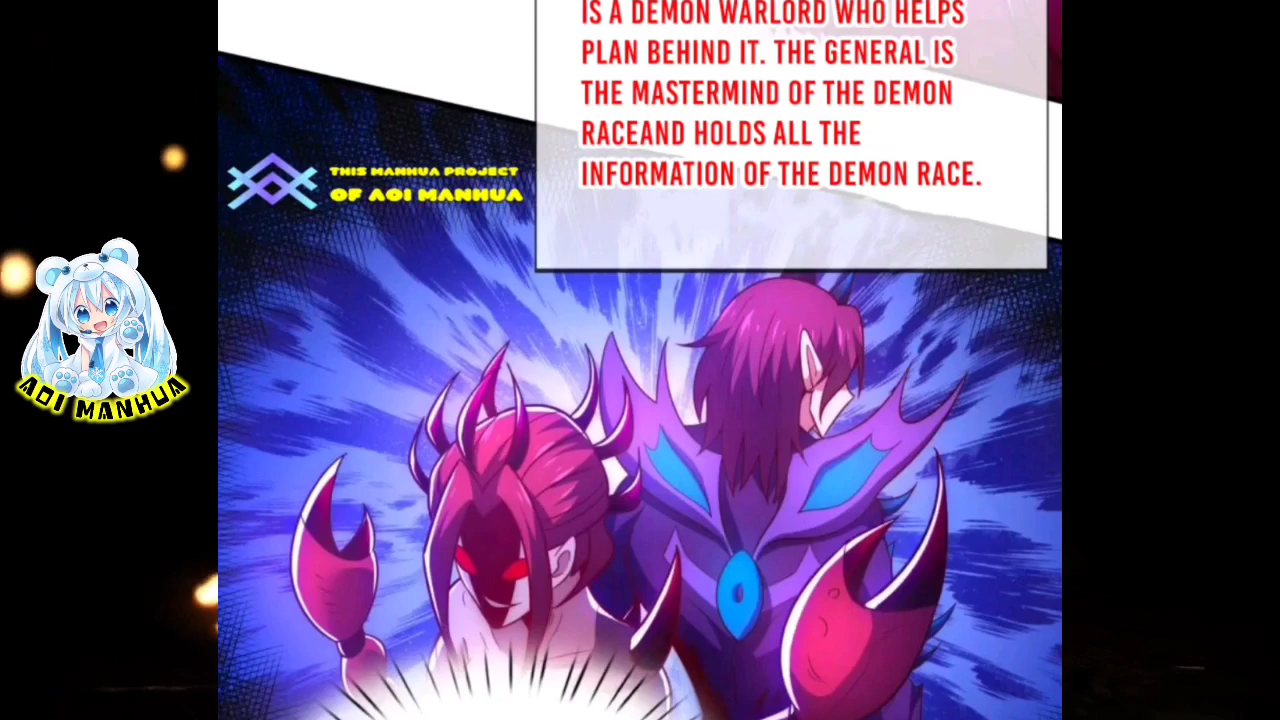 IS A DEMON WARLORD WHO HELPS
PLAN BEHIND IT. THE GENERAL IS
THE MASTERMIND OF THE DEMON
RACEAND HOLDS ALL THE
INFORMATION OF THE DEMON RACE.
THIS MANHUA PROJECT
OF AOI MANHUA
AOI MANHUA